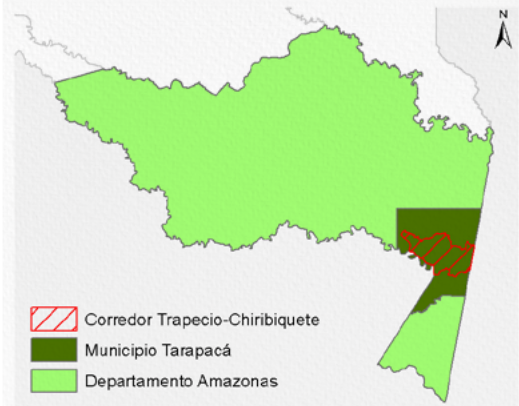 N
Corredor Trapecio-Chiribiquete
Municipio Tarapacá
Departamento Amazonas